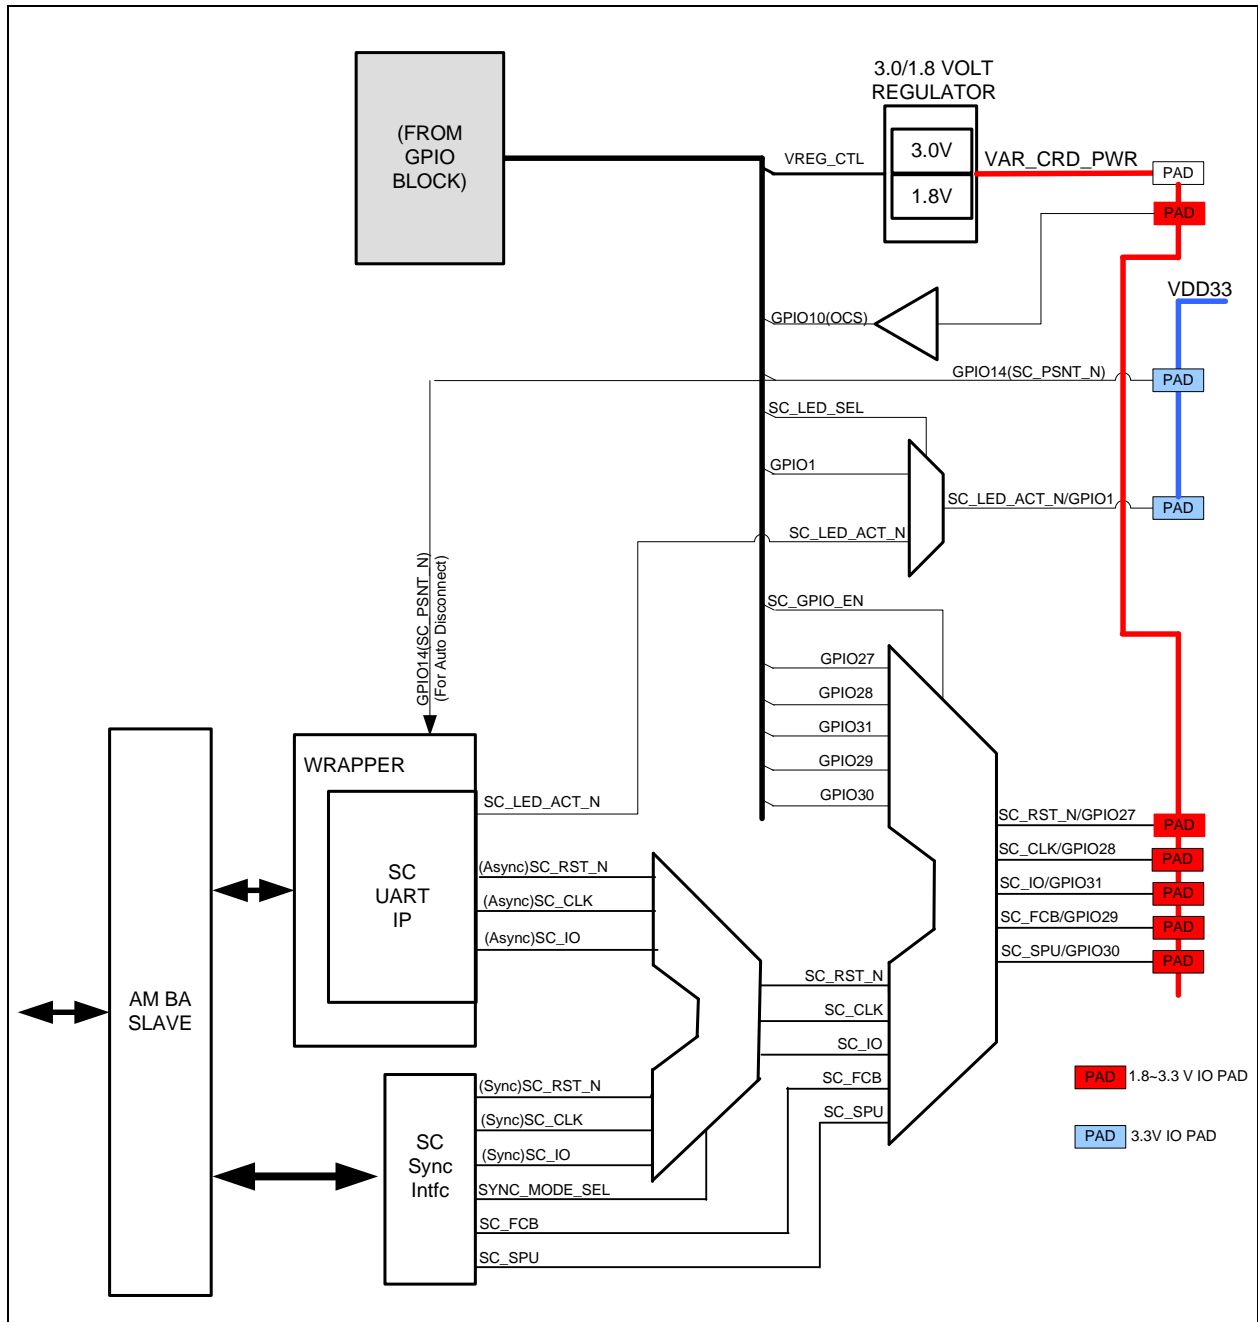 3.0/1.8 VOLT
REGULATOR
(FROM
GPIO
BLOCK)
VREG_CTL
3.0V
1.8V
VAR_CRD_PWR
PAD
PAD
VDD33
GPIO10(OCS)
GPIO14(SC_PSNT_N)
PAD
SC_LED_SEL
GPIO1
SC_LED_ACT_N/GPIO1
PAD
SC_LED_ACT_N
GPIO14(SC_PSNT_N)
(For Auto Disconnect)
SC_GPIO_EN
GPIO27
GPIO28
GPIO31
GPIO29
GPIO30
WRAPPER
SC_LED_ACT_N
SC
UART
IP
(Async)SC_RST_N
(Async)SC_CLK
(Async)SC_IO
SC_RST_N/GPIO27
PAD
SC_CLK/GPIO28
PAD
SC_IO/GPIO31
PAD
SC_FCB/GPIO29
PAD
SC_SPU/GPIO30
PAD
AM BA
SLAVE
SC_RST_N
SC_CLK
SC_IO
SC_FCB
SC_SPU
SC
Sync
Intfc
(Sync)SC_RST_N
(Sync)SC_CLK
(Sync)SC_IO
SYNC_MODE_SEL
SC_FCB
SC_SPU
PAD 1.8~3.3 V IO PAD
PAD 3.3V IO PAD